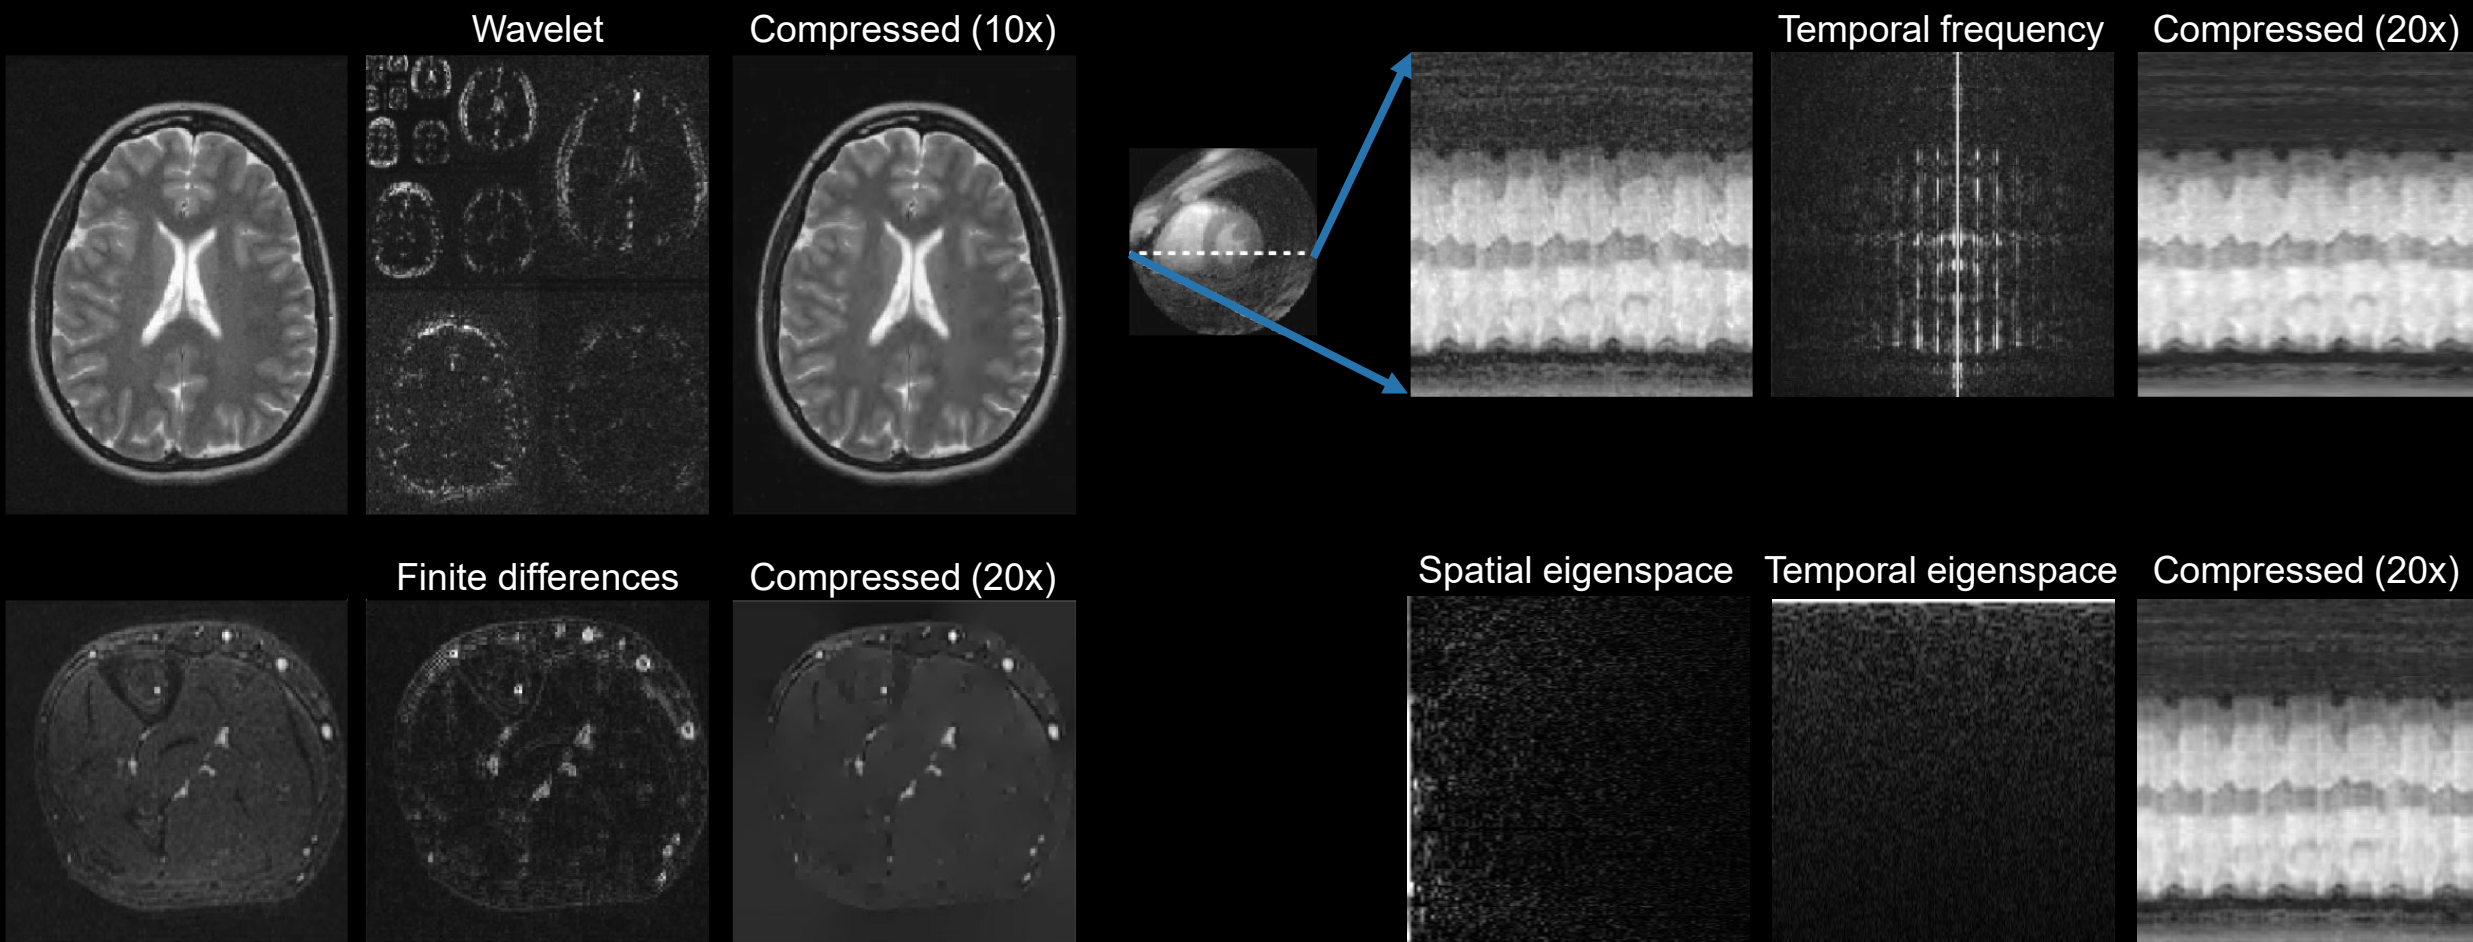 Wavelet
Compressed (10x)
Temporal frequency
Compressed (20x)
Finite differences
Compressed (20x)
Spatial eigenspace
Temporal eigenspace
Compressed (20x)